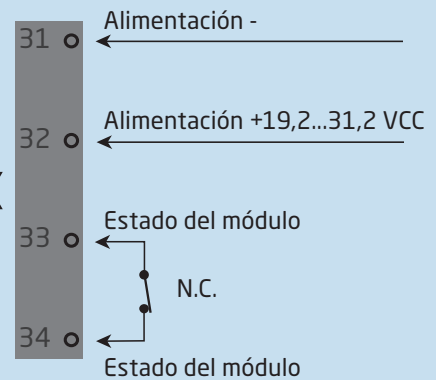 Alimentación -
31
Alimentación +19,2...31,2 VCC
32
Estado del módulo
33
N.C.
34
Estado del módulo